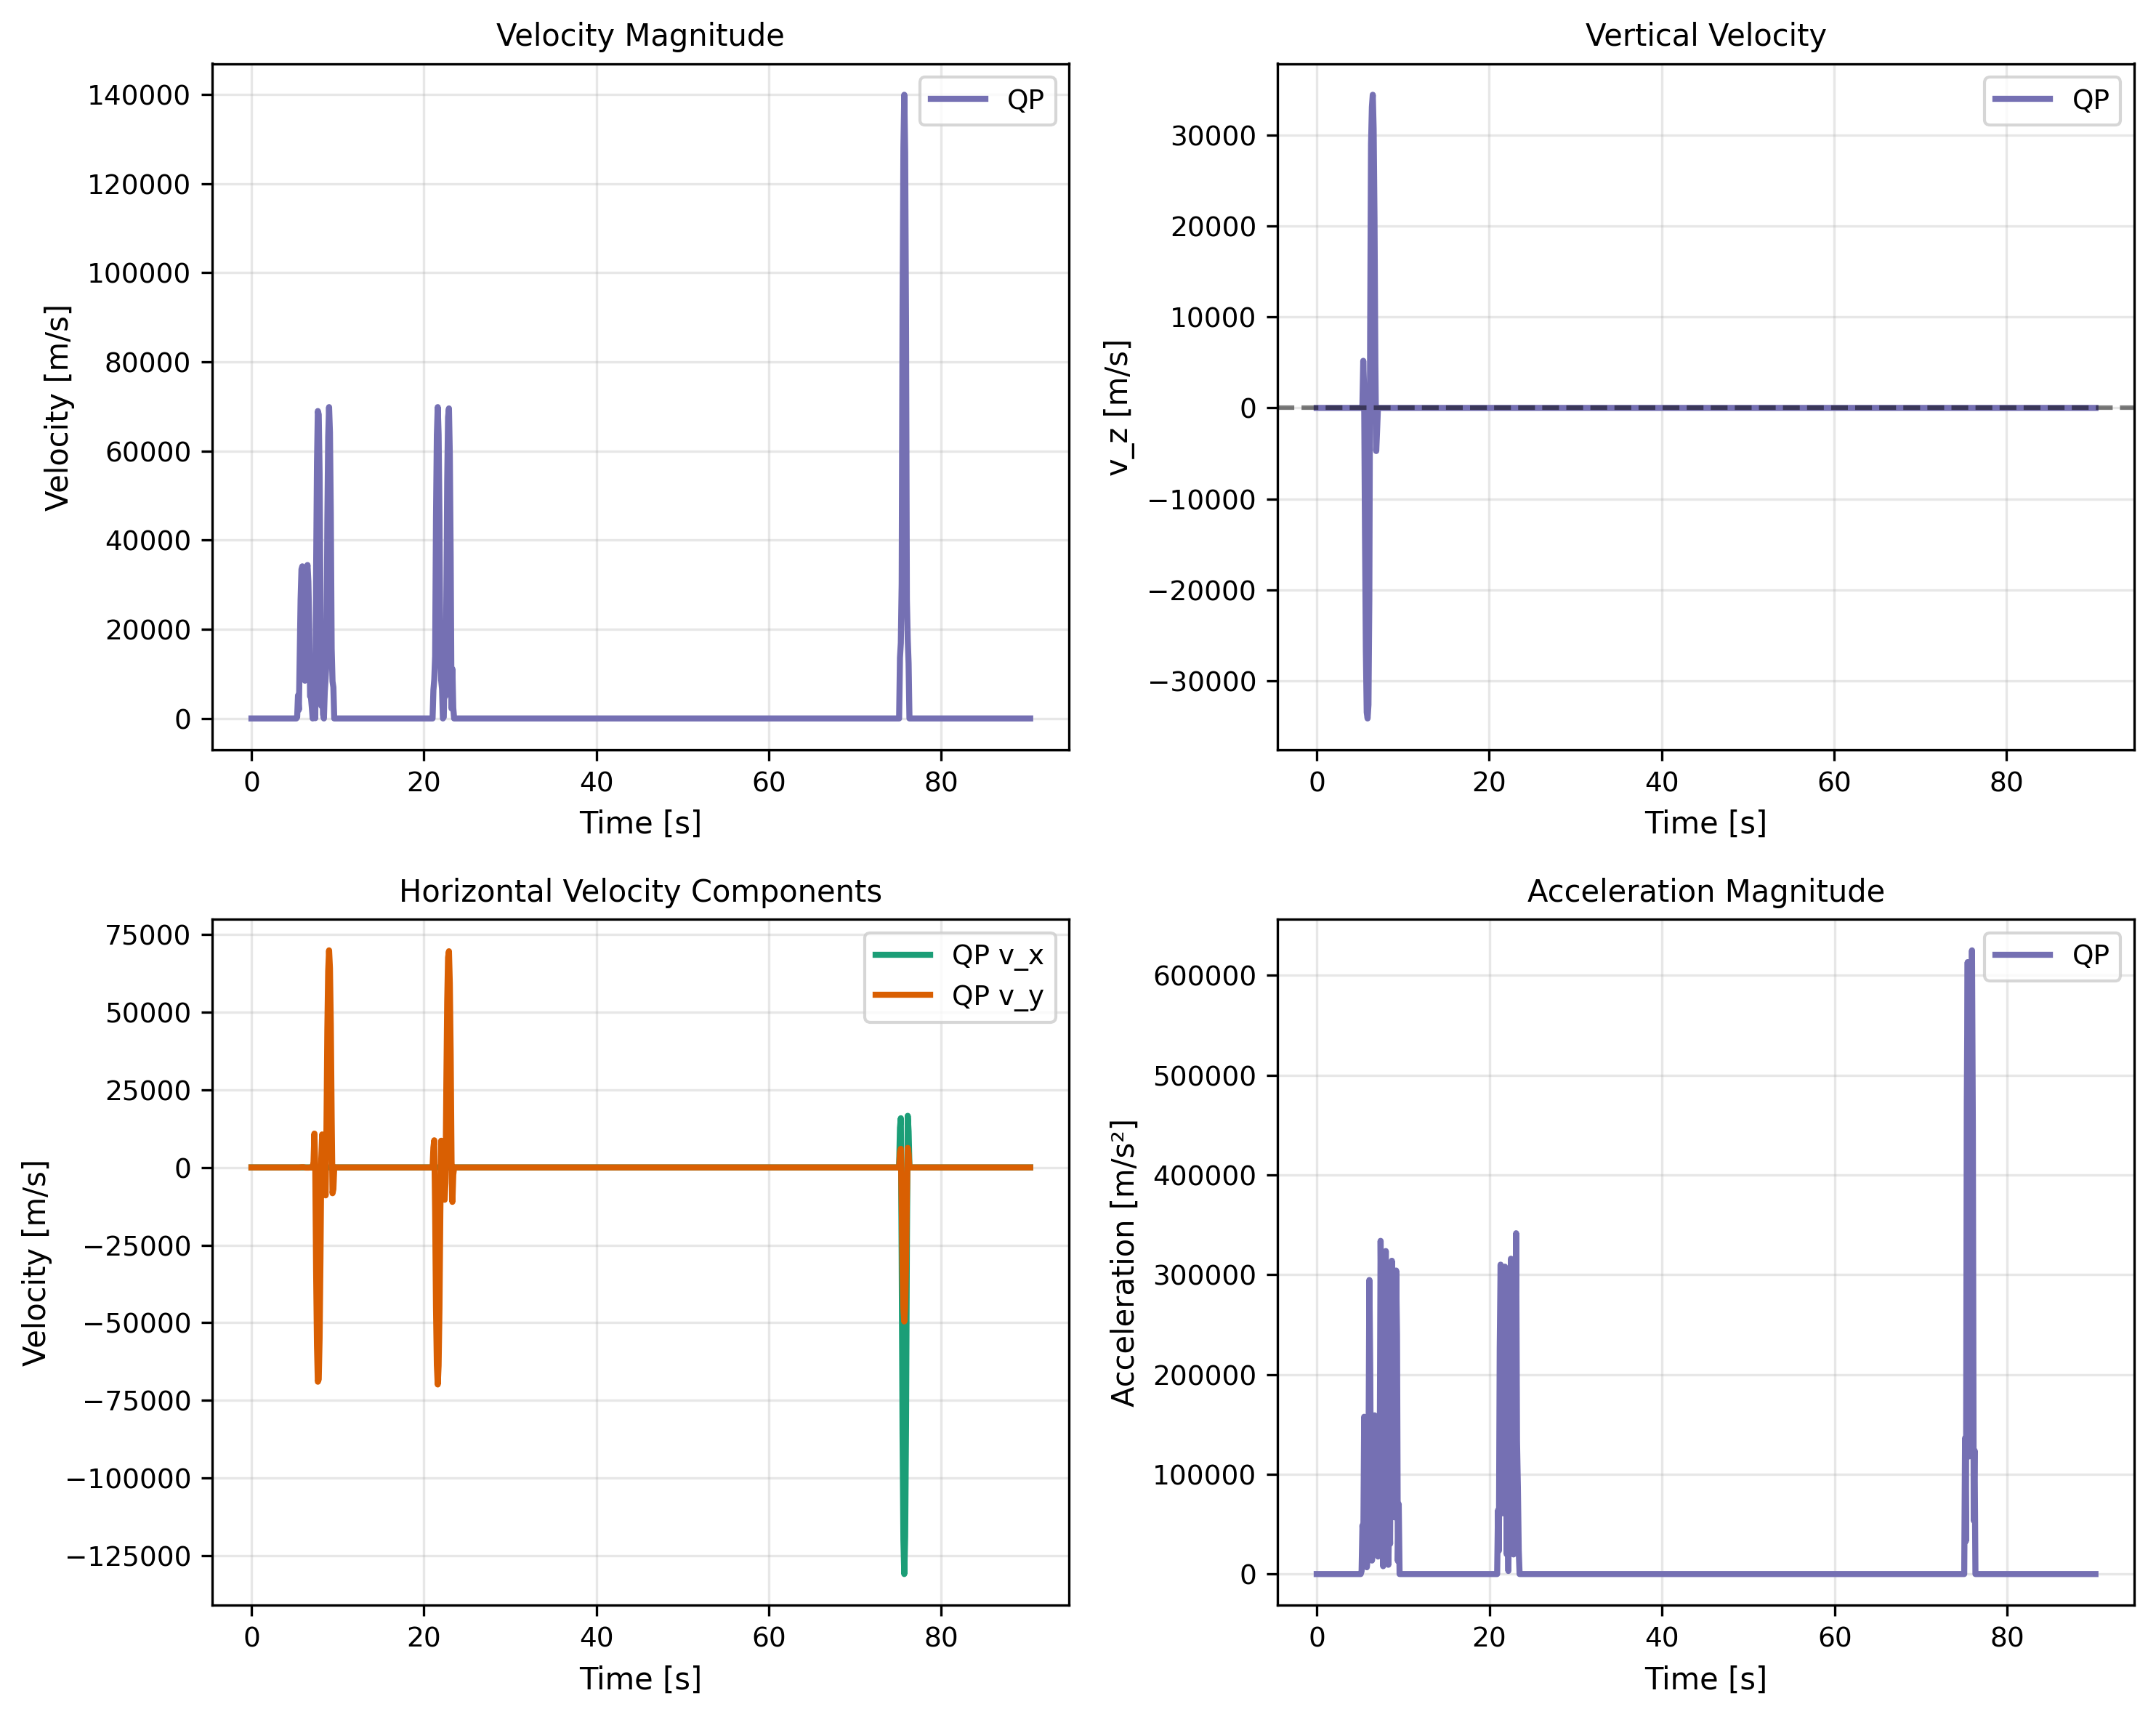 Velocity Magnitude
Velocity [m/s]
140000
120000
100000
80000
60000
40000
20000
0
QP
0 20 40 60 80
Time [s]
Vertical Velocity
v_z [m/s]
30000
20000
10000
0
−10000
−20000
−30000
QP
0 20 40 60 80
Time [s]
Horizontal Velocity Components
Velocity [m/s]
75000
50000
25000
0
−25000
−50000
−75000
−100000
−125000
QP v_x
QP v_y
0 20 40 60 80
Time [s]
Acceleration Magnitude
Acceleration [m/s²]
600000
500000
400000
300000
200000
100000
0
QP
0 20 40 60 80
Time [s]